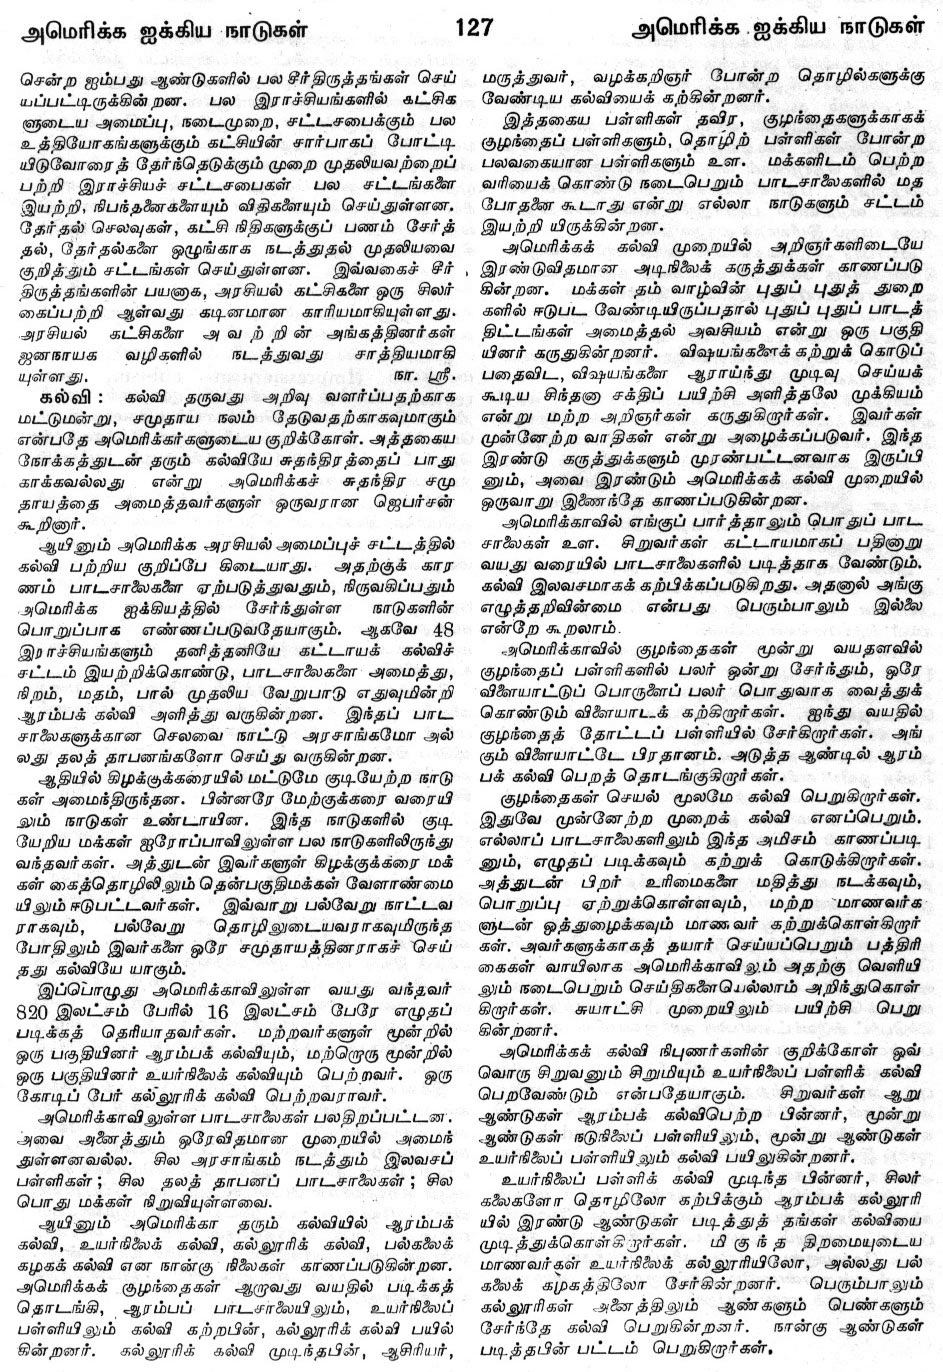 அமெரிக்க ஐக்கிய நாடுகள்
127
அமெரிக்க ஐக்கிய நாடுகள்
சென்ற ஐம்பது ஆண்டுகளில் பல சீர்திருத்தங்கள் செய்
யப்பட்டிருக்கின்றன. பல இராச்சியங்களில் கட்சிக
ளுடைய அமைப்பு, நடைமுறை, சட்டசபைக்கும் பல
உத்தியோகங்களுக்கும் கட்சியின் சார்பாகப் போட்டி
யிடுவோரைத் தேர்ந்தெடுக்கும் முறை முதலியவற்றைப்
பற்றி இராச்சியச் சட்டசபைகள் பல சட்டங்களை
இயற்றி, நிபந்தனைகளையும் விதிகளையும் செய்துள்ளன.
தேர்தல் செலவுகள், கட்சி நிதிகளுக்குப் பணம் சேர்த்
தல், தேர்தல்களை ஒழுங்காக நடத்துதல் முதலியவை
குறித்தும் சட்டங்கள் செய்துள்ளன. இவ்வகைச் சீர்
திருத்தங்களின் பயனாக, அரசியல் கட்சிகளை ஒரு சிலர்
கைப்பற்றி ஆள்வது கடினமான காரியமாகியுள்ளது.
அரசியல் கட்சிகளை அவற்றின் அங்கத்தினர்கள்
ஜனநாயக வழிகளில் நடத்துவது சாத்தியமாகி
யுள்ளது. நா. ஸ்ரீ.
கல்வி : கல்வி தருவது அறிவு வளர்ப்பதற்காக
மட்டுமன்று, சமுதாய நலம் தேடுவதற்காகவுமாகும்
என்பதே அமெரிக்கர்களுடைய குறிக்கோள். அத்தகைய
நோக்கத்துடன் தரும் கல்வியே சுதந்திரத்தைப் பாது
காக்கவல்லது என்று அமெரிக்கச் சுதந்திர சமு
தாயத்தை அமைத்தவர்களுள் ஒருவரான ஜெபர்சன்
கூறினார்.
ஆயினும் அமெரிக்க அரசியல் அமைப்புச் சட்டத்தில்
கல்வி பற்றிய குறிப்பே கிடையாது. அதற்குக் கார
ணம் பாடசாலைகளை ஏற்படுத்துவதும், நிருவகிப்பதும்
அமெரிக்க ஐக்கியத்தில் சேர்ந்துள்ள நாடுகளின்
பொறுப்பாக எண்ணப்படுவதேயாகும். ஆகவே 48
இராச்சியங்களும் தனித்தனியே கட்டாயக் கல்விச்
சட்டம் இயற்றிக்கொண்டு, பாடசாலைகளை அமைத்து,
நிறம், மதம், பால் முதலிய வேறுபாடு எதுவுமின்றி
ஆரம்பக் கல்வி அளித்து வருகின்றன. இந்தப் பாட
சாலைகளுக்கான செலவை நாட்டு அரசாங்கமோ அல்
லது தலத் தாபனங்களோ செய்து வருகின்றன.
ஆதியில் கிழக்குக்கரையில் மட்டுமே குடியேற்ற நாடு
கள் அமைந்திருந்தன. பின்னரே மேற்குக்கரை வரையி
லும் நாடுகள் உண்டாயின. இந்த நாடுகளில் குடி
யேறிய மக்கள் ஐரோப்பாவிலுள்ள பல நாடுகளிலிருந்து
வந்தவர்கள். அத்துடன் இவர்களுள் கிழக்குக்கரை மக்
கள் கைத்தொழிலிலும் தென்பகுதிமக்கள் வேளாண்மை
யிலும் ஈடுபட்டவர்கள். இவ்வாறு பல்வேறு நாட்டவ
ராகவும், பல்வேறு தொழிலுடையவராகவுமிருந்த
போதிலும் இவர்களை ஒரே சமுதாயத்தினராகச் செய்
தது கல்வியே யாகும்.
இப்பொழுது அமெரிக்காவிலுள்ள வயது வந்தவர்
820 இலட்சம் பேரில் 16 இலட்சம் பேரே எழுதப்
படிக்கத் தெரியாதவர்கள். மற்றவர்களுள் மூன்றில்
ஒரு பகுதியினர் ஆரம்பக் கல்வியும், மற்றொரு மூன்றில்
ஒரு பகுதியினர் உயர்நிலைக் கல்வியும் பெற்றவர். ஒரு
கோடிப் பேர் கல்லூரிக் கல்வி பெற்றவராவர்.
அமெரிக்காவிலுள்ள பாடசாலைகள் பலதிறப்பட்டன.
அவை அனைத்தும் ஒரேவிதமான முறையில் அமைந்
துள்ளனவல்ல. சில அரசாங்கம் நடத்தும் இலவசப்
பள்ளிகள் ; சில தலத் தாபனப் பாடசாலைகள் ; சில
பொது மக்கள் நிறுவியுள்ளவை.
ஆயினும் அமெரிக்கா தரும் கல்வியில் ஆரம்பக்
கல்வி, உயர்நிலைக் கல்வி, கல்லூரிக் கல்வி, பல்கலைக்
கழகக் கல்வி என நான்கு நிலைகள் காணப்படுகின்றன.
அமெரிக்கக் குழந்தைகள் ஆறாவது வயதில் படிக்கத்
தொடங்கி, ஆரம்பப் பாடசாலையிலும், உயர்நிலைப்
பள்ளியிலும் கல்வி கற்றபின், கல்லூரிக் கல்வி பயில்
கின்றனர். கல்லூரிக் கல்வி முடிந்தபின், ஆசிரியர்,
மருத்துவர், வழக்கறிஞர் போன்ற தொழில்களுக்கு
வேண்டிய கல்வியைக் கற்கின்றனர்.
இத்தகைய பள்ளிகள் தவிர, குழந்தைகளுக்காகக்
குழந்தைப் பள்ளிகளும், தொழிற் பள்ளிகள் போன்ற
பலவகையான பள்ளிகளும் உள. மக்களிடம் பெற்ற
வரியைக் கொண்டு நடைபெறும் பாடசாலைகளில் மத
போதனை கூடாது என்று எல்லா நாடுகளும் சட்டம்
இயற்றி யிருக்கின்றன.
அமெரிக்கக் கல்வி முறையில் அறிஞர்களிடையே
இரண்டுவிதமான அடிநிலைக் கருத்துக்கள் காணப்படு
கின்றன. மக்கள் தம் வாழ்வின் புதுப் புதுத் துறை
களில் ஈடுபட வேண்டியிருப்பதால் புதுப் புதுப் பாடத்
திட்டங்கள் அமைத்தல் அவசியம் என்று ஒரு பகுதி
யினர் கருதுகின்றனர். விஷயங்களைக் கற்றுக் கொடுப்
பதைவிட, விஷயங்களை ஆராய்ந்து முடிவு செய்யக்
கூடிய சிந்தனா சக்திப் பயிற்சி அளித்தலே முக்கியம்
என்று மற்ற அறிஞர்கள் கருதுகிறார்கள். இவர்கள்
முன்னேற்ற வாதிகள் என்று அழைக்கப்படுவர். இந்த
இரண்டு கருத்துக்களும் முரண்பட்டனவாக இருப்பி
னும், அவை இரண்டும் அமெரிக்கக் கல்வி முறையில்
ஒருவாறு இணைந்தே காணப்படுகின்றன.
அமெரிக்காவில் எங்குப் பார்த்தாலும் பொதுப் பாட
சாலைகள் உள. சிறுவர்கள் கட்டாயமாகப் பதினாறு
வயது வரையில் பாடசாலைகளில் படித்தாக வேண்டும்.
கல்வி இலவசமாகக் கற்பிக்கப்படுகிறது. அதனால் அங்கு
எழுத்தறிவின்மை என்பது பெரும்பாலும் இல்லை
என்றே கூறலாம்.
அமெரிக்காவில் குழந்தைகள் மூன்று வயதளவில்
குழந்தைப் பள்ளிகளில் பலர் ஒன்று சேர்ந்தும், ஒரே
விளையாட்டுப் பொருளைப் பலர் பொதுவாக வைத்துக்
கொண்டும் விளையாடக் கற்கிறார்கள். ஐந்து வயதில்
குழந்தைத் தோட்டப் பள்ளியில் சேர்கிறார்கள். அங்
கும் விளையாட்டே பிரதானம். அடுத்த ஆண்டில் ஆரம்
பக் கல்வி பெறத் தொடங்குகிறார்கள்.
குழந்தைகள் செயல் மூலமே கல்வி பெறுகிறார்கள்.
இதுவே முன்னேற்ற முறைக் கல்வி எனப்பெறும்.
எல்லாப் பாடசாலைகளிலும் இந்த அமிசம் காணப்படி
னும், எழுதப் படிக்கவும் கற்றுக் கொடுக்கிறார்கள்.
அத்துடன் பிறர் உரிமைகளை மதித்து நடக்கவும்,
பொறுப்பு ஏற்றுக்கொள்ளவும், மற்ற மாணவர்க
ளுடன் ஒத்துழைக்கவும் மாணவர் கற்றுக்கொள்கிறார்
கள். அவர்களுக்காகத் தயார் செய்யப்பெறும் பத்திரி
கைகள் வாயிலாக அமெரிக்காவிலும் அதற்கு வெளியி
லும் நடைபெறும் செய்திகளையெல்லாம் அறிந்துகொள்
கிறார்கள். சுயாட்சி முறையிலும் பயிற்சி பெறு
கின்றனர்.
அமெரிக்கக் கல்வி நிபுணர்களின் குறிக்கோள் ஒவ்
வொரு சிறுவனும் சிறுமியும் உயர்நிலைப் பள்ளிக் கல்வி
பெறவேண்டும் என்பதேயாகும். சிறுவர்கள் ஆறு
ஆண்டுகள் ஆரம்பக் கல்விபெற்ற பின்னர், மூன்று
ஆண்டுகள் நடுநிலைப் பள்ளியிலும், மூன்று ஆண்டுகள்
உயர்நிலைப் பள்ளியிலும் கல்வி பயிலுகின்றனர்.
உயர்நிலைப் பள்ளிக் கல்வி முடிந்த பின்னர், சிலர்
கலைகளோ தொழிலோ கற்பிக்கும் ஆரம்பக் கல்லூரி
யில் இரண்டு ஆண்டுகள் படித்துத் தங்கள் கல்வியை
முடித்துக்கொள்கிறார்கள். மிகுந்த திறமையுடைய
மாணவர்கள் உயர்நிலைக் கல்லூரியிலோ, அல்லது பல்
கலைக் கழகத்திலோ சேர்கின்றனர். பெரும்பாலும்
கல்லூரிகள் அனைத்திலும் ஆண்களும் பெண்களும்
சேர்ந்தே கல்வி பெறுகின்றனர். நான்கு ஆண்டுகள்
படித்தபின் பட்டம் பெறுகிறார்கள்.